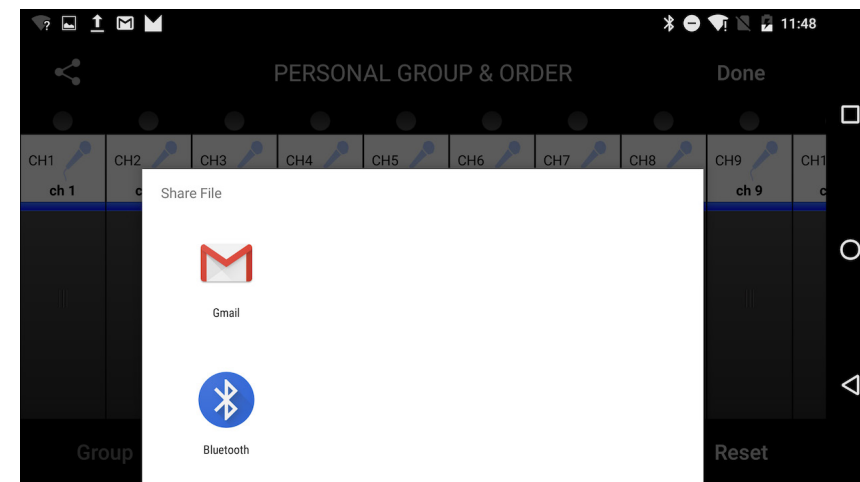 11:48
PERSONAL GROUP & ORDER Done
CH1 CH2 CH3 CH4 CH5 CH6 CH7 CH8 CH9 CH1
ch 1 c ch 9 c
Share File
Gmail
Bluetooth
Group Reset